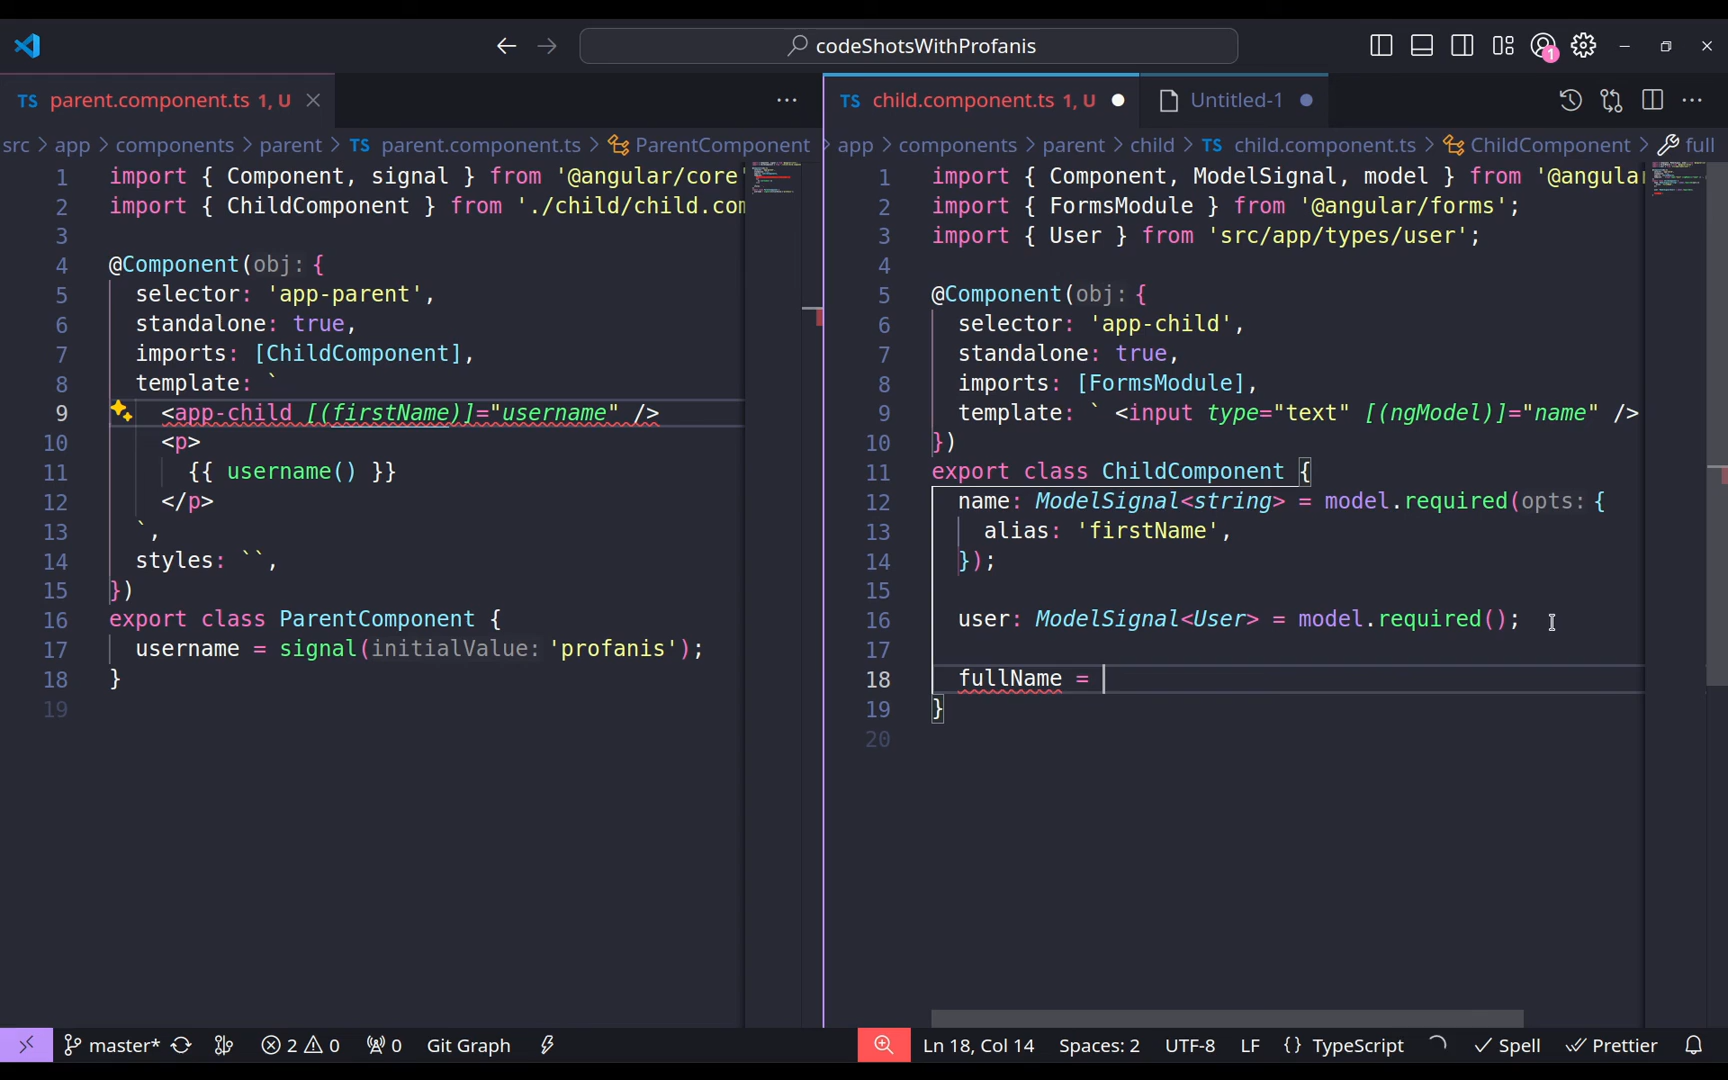 codeShotsWithProfanis
1
TS parent.component.ts 1, U
src > app > components > parent > TS parent.component.ts > ParentComponent
1 import { Component, signal } from '@angular/core
2 import { ChildComponent } from './child/child.com
3
4 @Component(obj: {
5 selector: 'app-parent',
6 standalone: true,
7 imports: [ChildComponent],
8 template: `
9 <app-child [(firstName)]="username" />
10 <p>
11 {{ username() }}
12 </p>
13 `,
14 styles: ``,
15 })
16 export class ParentComponent {
17 username = signal(initialValue: 'profanis');
18 }
19
TS child.component.ts 1, U
Untitled-1
app > components > parent > child > TS child.component.ts > ChildComponent > full
1 import { Component, ModelSignal, model } from '@angular
2 import { FormsModule } from '@angular/forms';
3 import { User } from 'src/app/types/user';
4
5 @Component(obj: {
6 selector: 'app-child',
7 standalone: true,
8 imports: [FormsModule],
9 template: ` <input type="text" [(ngModel)]="name" />
10 })
11 export class ChildComponent {
12 name: ModelSignal<string> = model.required(opts: {
13 alias: 'firstName',
14 });
15
16 user: ModelSignal<User> = model.required();
17
18 fullName =
19 }
20
master* 2 0 0 Git Graph Ln 18, Col 14 Spaces: 2 UTF-8 LF {} TypeScript Spell Prettier